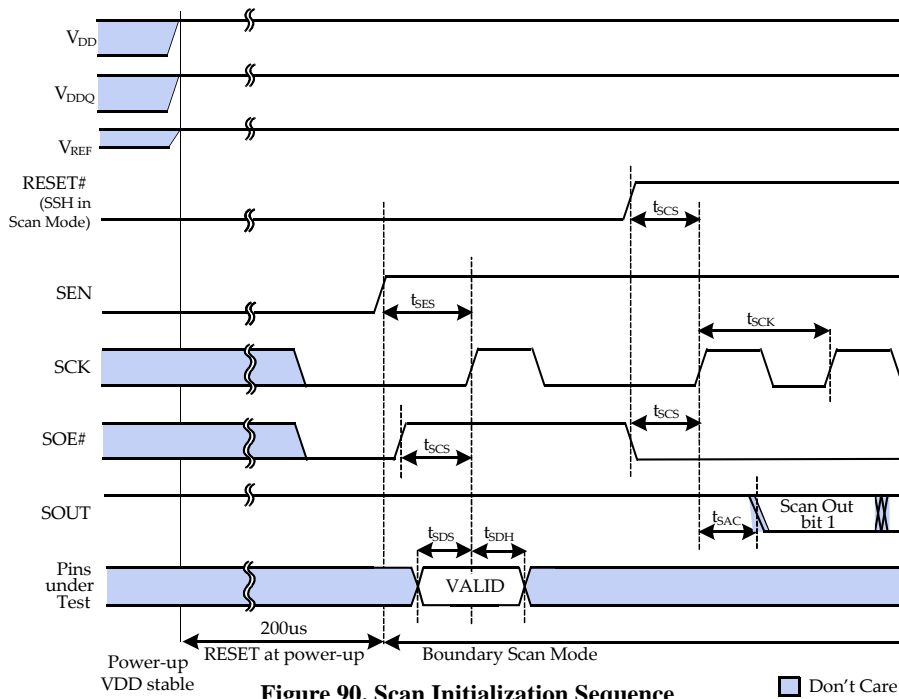 VDD
VDDQ
VREF
RESET#
(SSH in
Scan Mode)
tSCS
SEN
tSES
tSCK
SCK
SOE#
tSCS
tSCS
SOUT
tSAC
Scan Out
bit 1
tSDS
tSDH
Pins
under
Test
VALID
200us
RESET at power-up
Boundary Scan Mode
Power-up
VDD stable
Figure 90. Scan Initialization Sequence
Don't Care